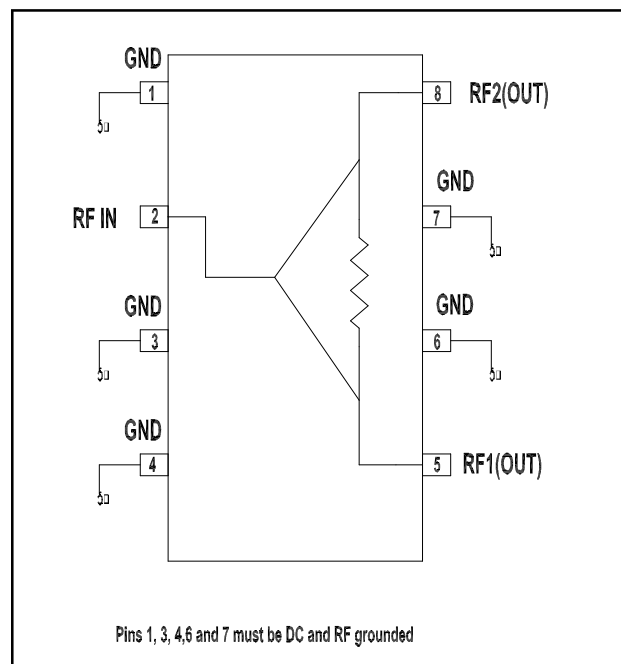 GND
1
8 RF2(OUT)
GND
RF IN 2
7
GND
3
GND
6
GND
4
5 RF1(OUT)
Pins 1, 3, 4,6 and 7 must be DC and RF grounded